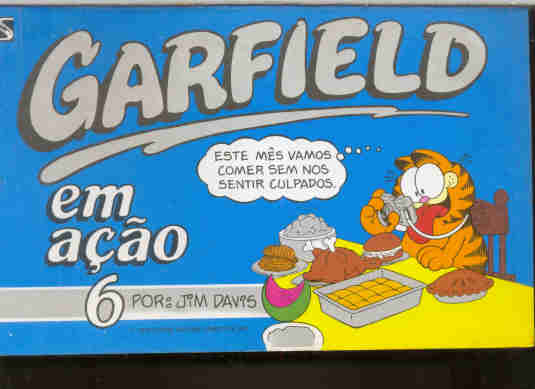 S
GARFIELD
ESTE MÊS VAMOS
COMER SEM NOS
SENTIR CULPADOS.
em
ação
6 POR: JIM DAVIS